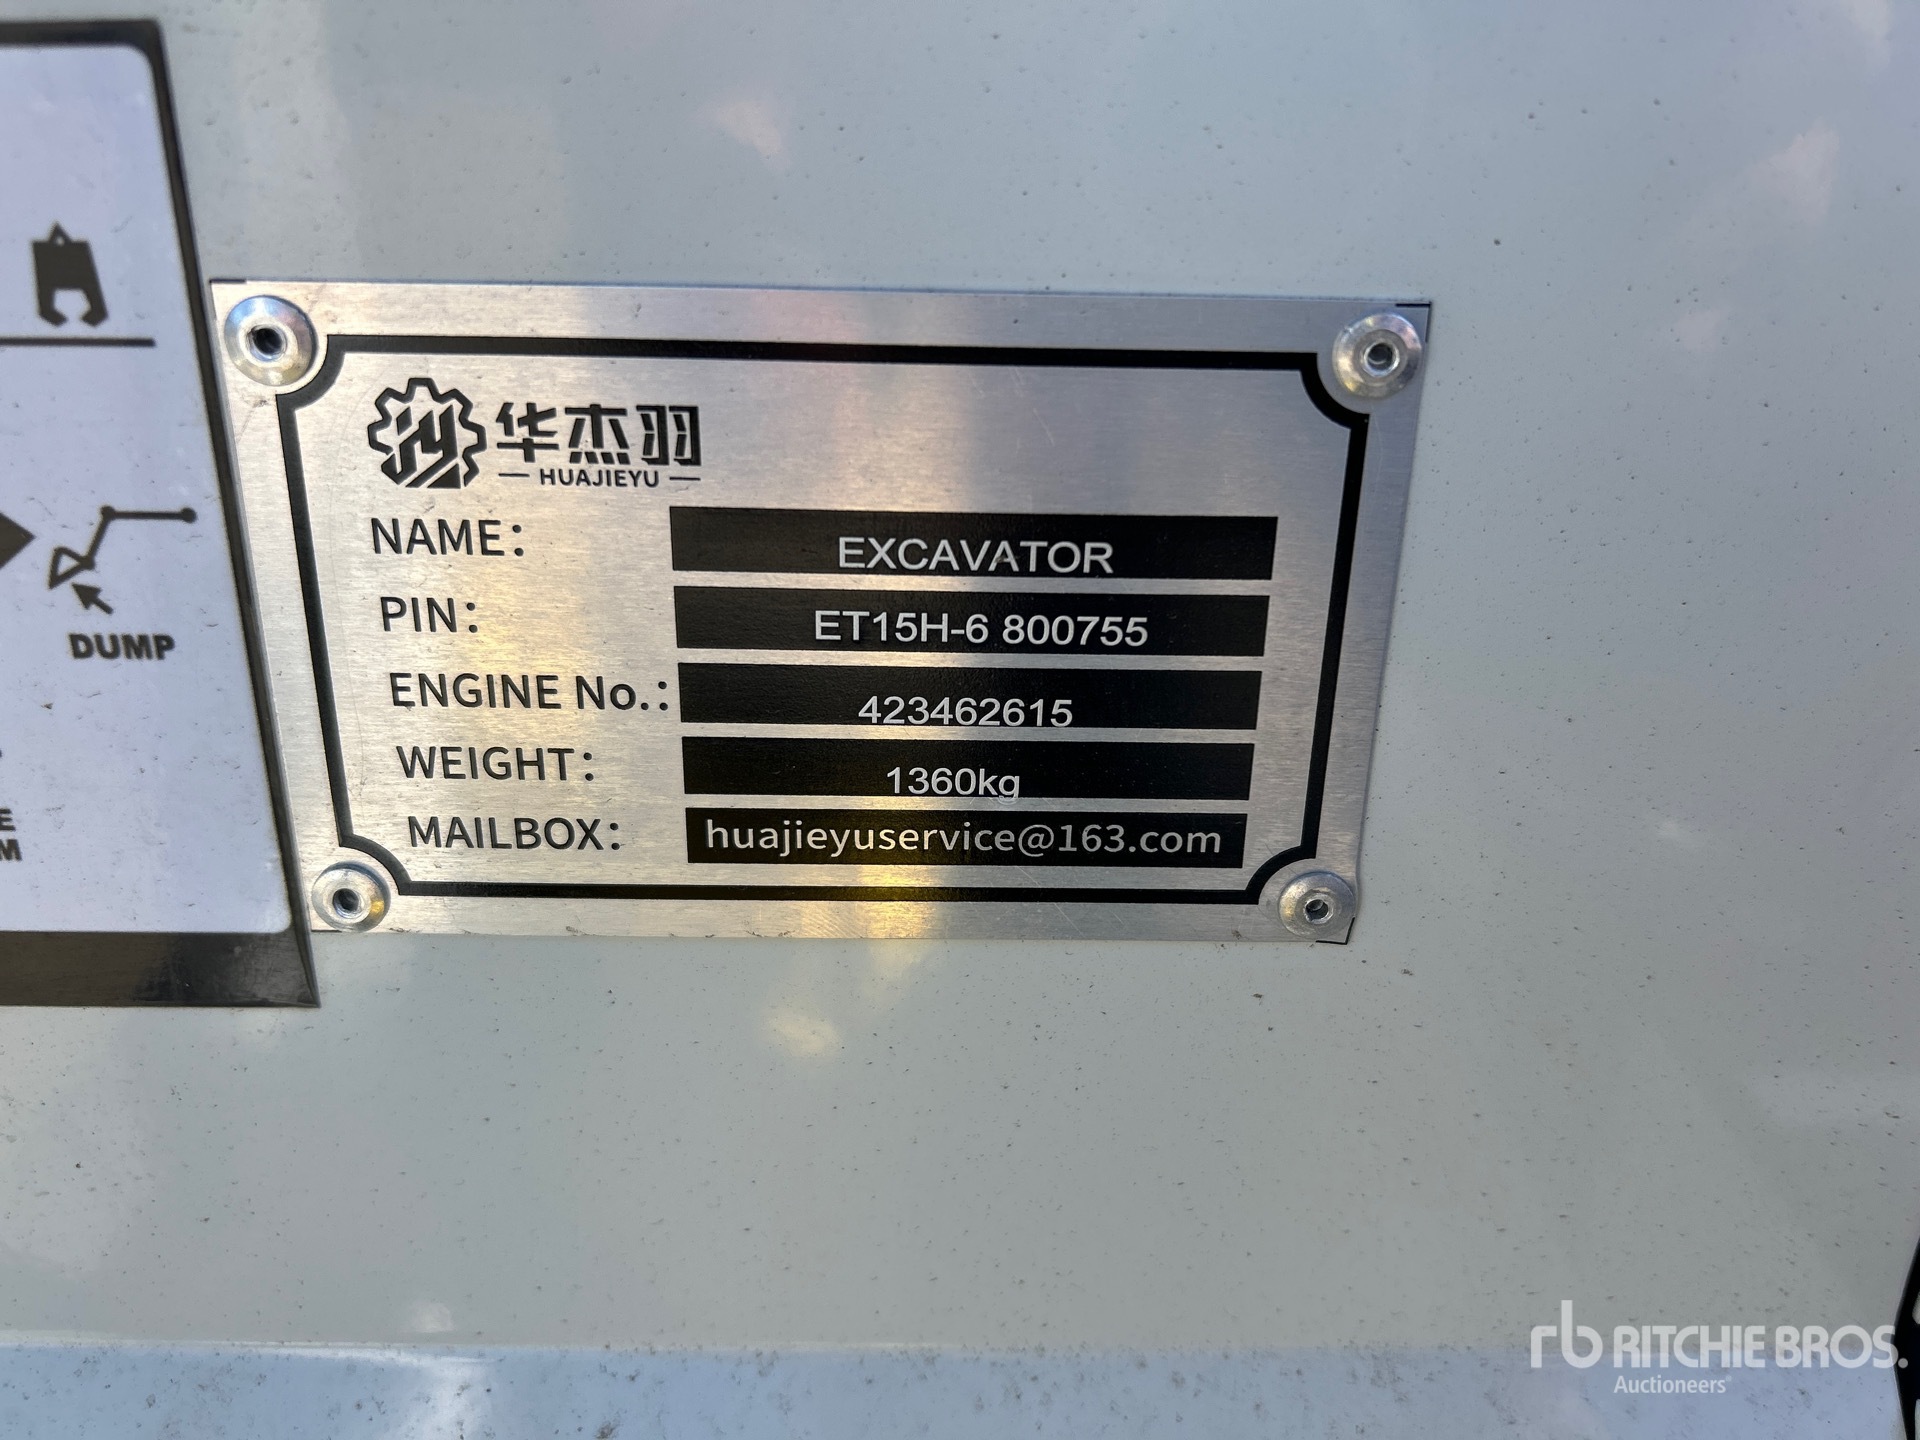 华杰羽
HUAJIEYU
NAME: EXCAVATOR
PIN: ET15H-6 800755
ENGINE No.: 423462615
WEIGHT: 1360kg
MAILBOX: huajieyuservice@163.com
DUMP
E
M
rb RITCHIE BROS.
Auctioneers